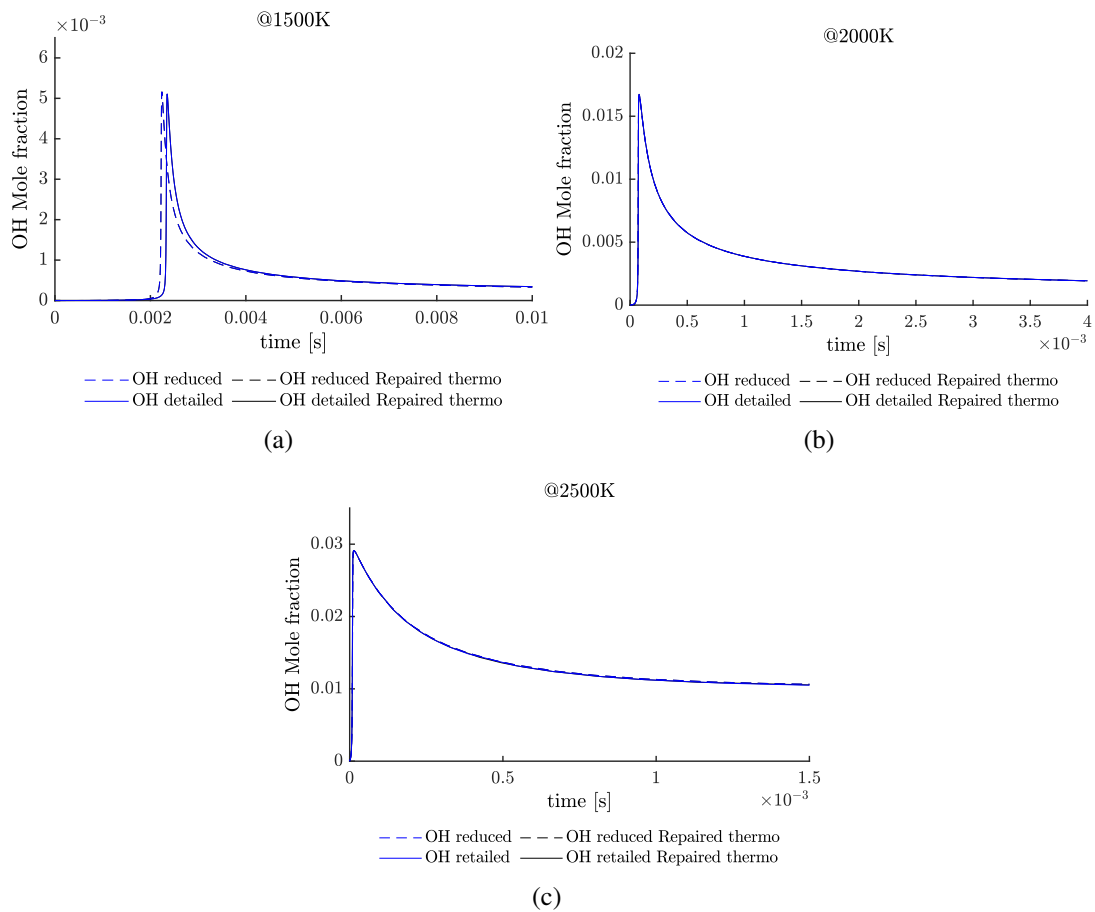 @1500K
×10⁻³
6
5
4
3
2
1
0
OH Mole fraction
0 0.002 0.004 0.006 0.008 0.01
time [s]
OH reduced OH reduced Repaired thermo
OH detailed OH detailed Repaired thermo
(a)
@2000K
0.02
0.015
0.01
0.005
0
OH Mole fraction
0 0.5 1 1.5 2 2.5 3 3.5 4
time [s] ×10⁻³
OH reduced OH reduced Repaired thermo
OH detailed OH detailed Repaired thermo
(b)
@2500K
0.03
0.02
0.01
0
OH Mole fraction
0 0.5 1 1.5
time [s] ×10⁻³
OH reduced OH reduced Repaired thermo
OH retailed OH retailed Repaired thermo
(c)